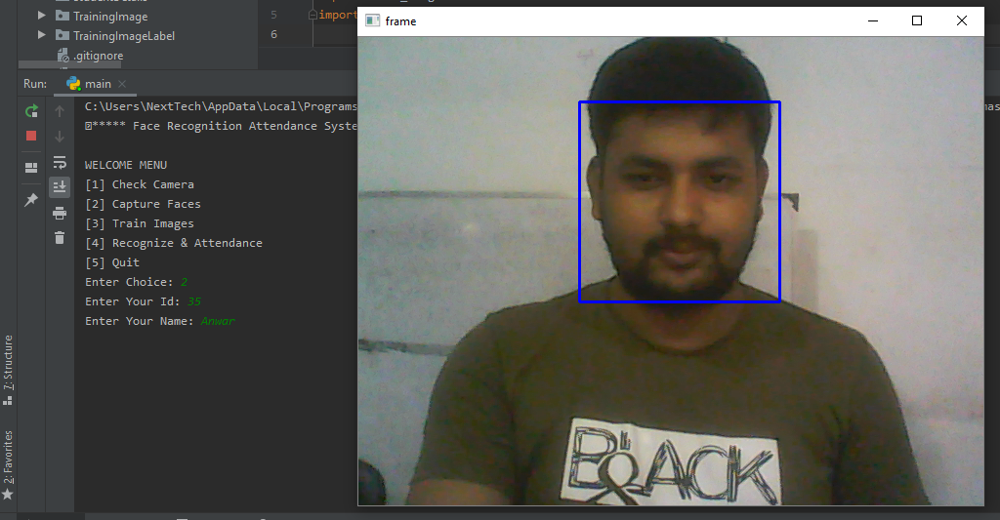 TrainingImage
TrainingImageLabel
.gitignore
5
import
6
Run:
main
C:\Users\NextTech\AppData\Local\Programs
***** Face Recognition Attendance Syste
WELCOME MENU
[1] Check Camera
[2] Capture Faces
[3] Train Images
[4] Recognize & Attendance
[5] Quit
Enter Choice: 2
Enter Your Id: 35
Enter Your Name: Anwar
7: Structure
2: Favorites
frame
BLACK